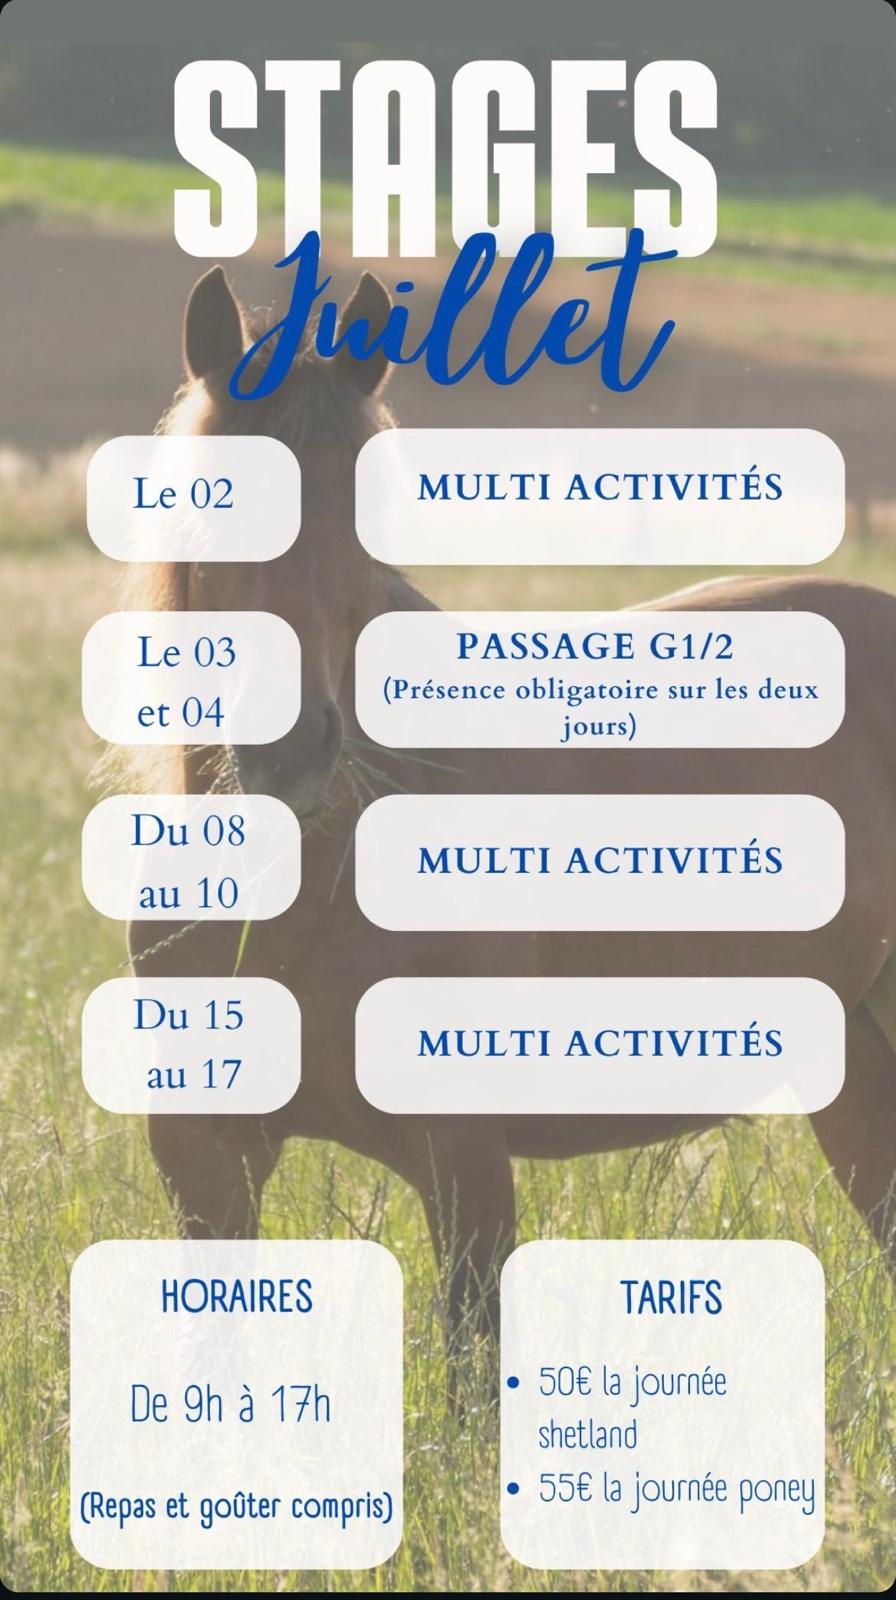 STAGES
Juillet
Le 02
MULTI ACTIVITÉS
Le 03
et 04
PASSAGE G1/2
(Présence obligatoire sur les deux
jours)
Du 08
au 10
MULTI ACTIVITÉS
Du 15
au 17
MULTI ACTIVITÉS
HORAIRES
De 9h à 17h
(Repas et goûter compris)
TARIFS
• 50€ la journée
shetland
• 55€ la journée poney